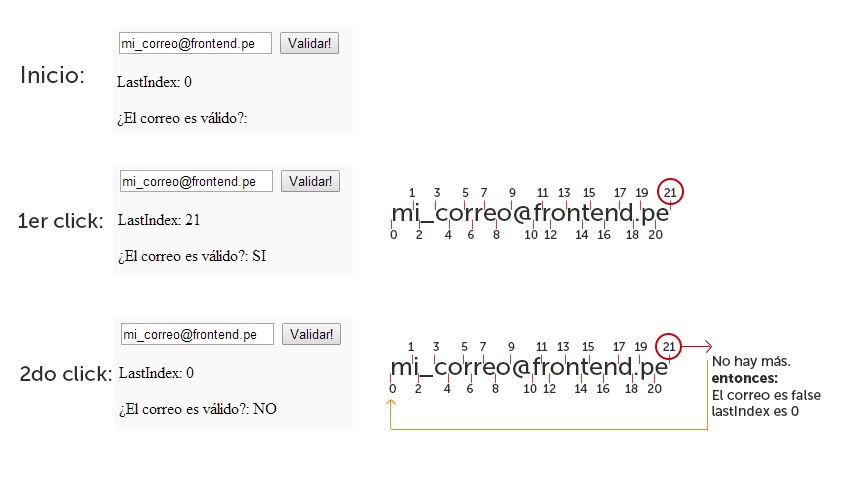 Inicio:
mi_correo@frontend.pe Validar!
LastIndex: 0
¿El correo es válido?:
1er click:
mi_correo@frontend.pe Validar!
LastIndex: 21
¿El correo es válido?: SI
1 3 5 7 9 11 13 15 17 19 21
mi_correo@frontend.pe
0 2 4 6 8 10 12 14 16 18 20
2do click:
mi_correo@frontend.pe Validar!
LastIndex: 0
¿El correo es válido?: NO
1 3 5 7 9 11 13 15 17 19 21
mi_correo@frontend.pe
0 2 4 6 8 10 12 14 16 18 20
No hay más.
entonces:
El correo es false
lastIndex es 0